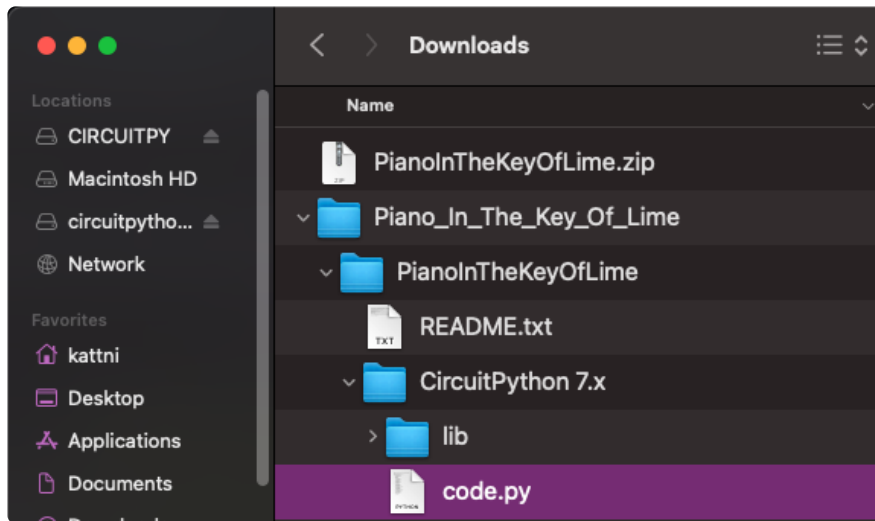 Downloads
Locations
CIRCUITPY
Macintosh HD
circuitpytho...
Network
Favorites
kattni
Desktop
Applications
Documents
Name
PianoInTheKeyOfLime.zip
ZIP
Piano_In_The_Key_Of_Lime
PianoInTheKeyOfLime
README.txt
TXT
CircuitPython 7.x
lib
code.py
PYTHON